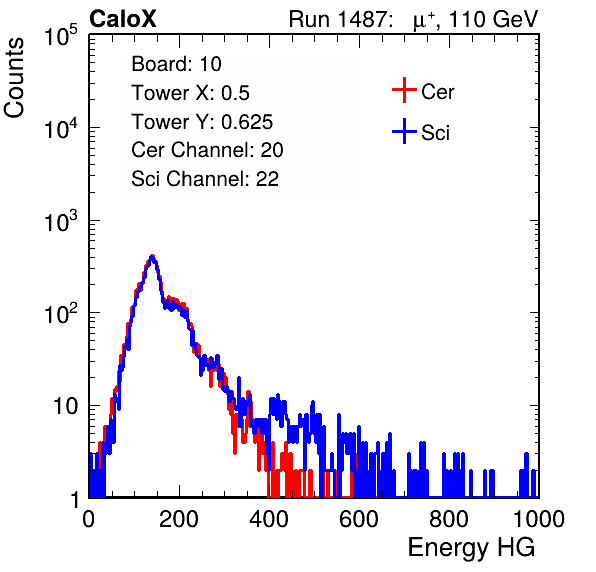 CaloX Run 1487: μ⁺, 110 GeV
Counts
10⁵
10⁴
10³
10²
10
1
Board: 10
Tower X: 0.5
Tower Y: 0.625
Cer Channel: 20
Sci Channel: 22
Cer
Sci
0 200 400 600 800 1000
Energy HG